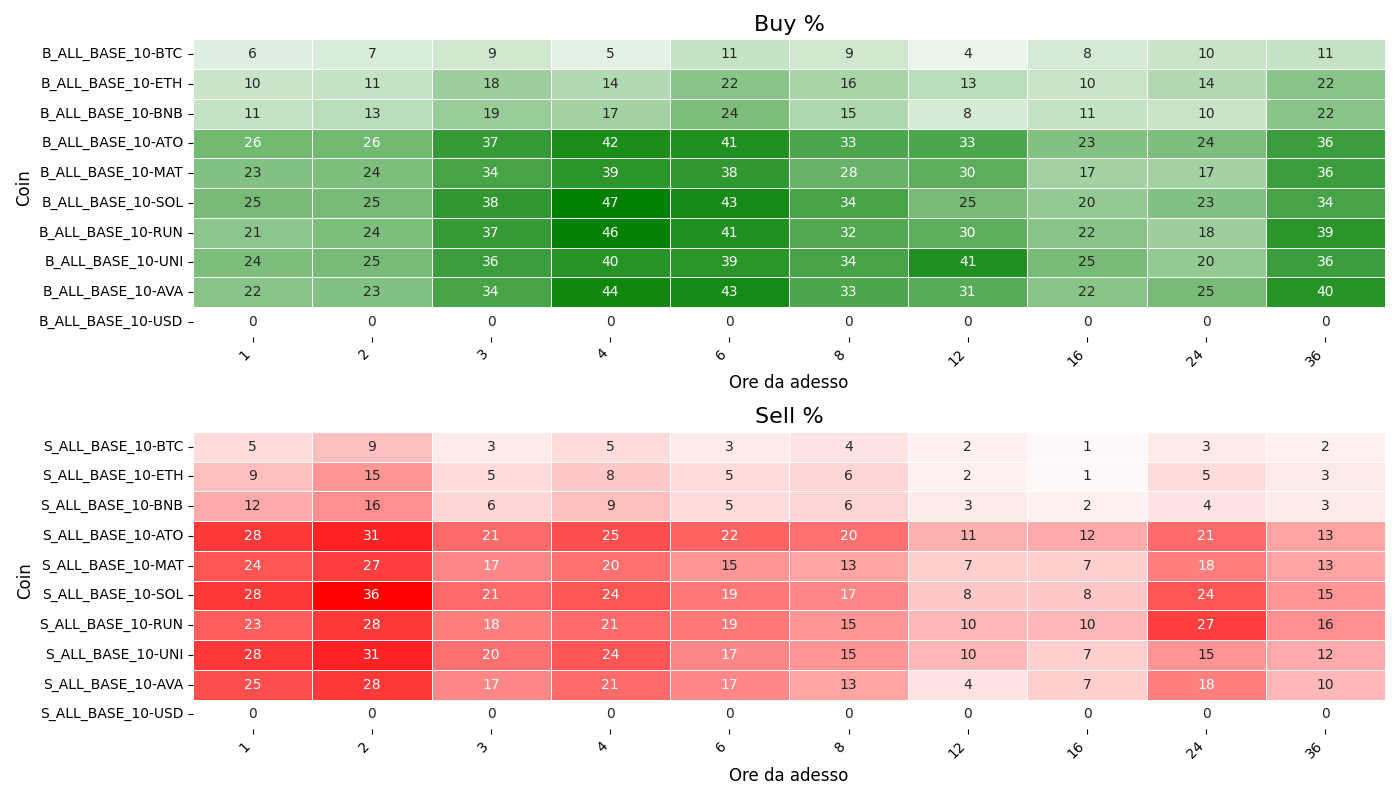 Buy %
Coin
B_ALL_BASE_10-BTC 6 7 9 5 11 9 4 8 10 11
B_ALL_BASE_10-ETH 10 11 18 14 22 16 13 10 14 22
B_ALL_BASE_10-BNB 11 13 19 17 24 15 8 11 10 22
B_ALL_BASE_10-ATO 26 26 37 42 41 33 33 23 24 36
B_ALL_BASE_10-MAT 23 24 34 39 38 28 30 17 17 36
B_ALL_BASE_10-SOL 25 25 38 47 43 34 25 20 23 34
B_ALL_BASE_10-RUN 21 24 37 46 41 32 30 22 18 39
B_ALL_BASE_10-UNI 24 25 36 40 39 34 41 25 20 36
B_ALL_BASE_10-AVA 22 23 34 44 43 33 31 22 25 40
B_ALL_BASE_10-USD 0 0 0 0 0 0 0 0 0 0
1 2 3 4 6 8 12 16 24 36
Ore da adesso
Sell %
Coin
S_ALL_BASE_10-BTC 5 9 3 5 3 4 2 1 3 2
S_ALL_BASE_10-ETH 9 15 5 8 5 6 2 1 5 3
S_ALL_BASE_10-BNB 12 16 6 9 5 6 3 2 4 3
S_ALL_BASE_10-ATO 28 31 21 25 22 20 11 12 21 13
S_ALL_BASE_10-MAT 24 27 17 20 15 13 7 7 18 13
S_ALL_BASE_10-SOL 28 36 21 24 19 17 8 8 24 15
S_ALL_BASE_10-RUN 23 28 18 21 19 15 10 10 27 16
S_ALL_BASE_10-UNI 28 31 20 24 17 15 10 7 15 12
S_ALL_BASE_10-AVA 25 28 17 21 17 13 4 7 18 10
S_ALL_BASE_10-USD 0 0 0 0 0 0 0 0 0 0
1 2 3 4 6 8 12 16 24 36
Ore da adesso